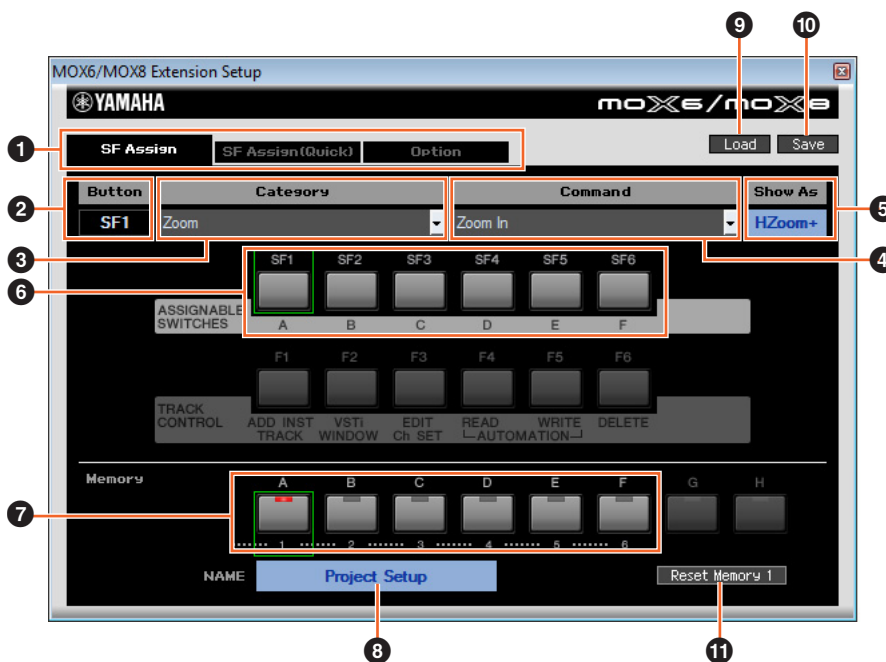 9 10
MOX6/MOX8 Extension Setup
YAMAHA moX6/moX8
1 SF Assign SF Assign(Quick) Option Load Save
Button Category Command Show As
2 5
SF1 Zoom Zoom In HZoom+
3 4
SF1 SF2 SF3 SF4 SF5 SF6
6
ASSIGNABLE
SWITCHES A B C D E F
F1 F2 F3 F4 F5 F6
TRACK
CONTROL ADD INST VSTi EDIT READ WRITE DELETE
TRACK WINDOW Ch SET AUTOMATION
Memory A B C D E F G H
7
1 2 3 4 5 6
NAME Project Setup Reset Memory 1
8 11